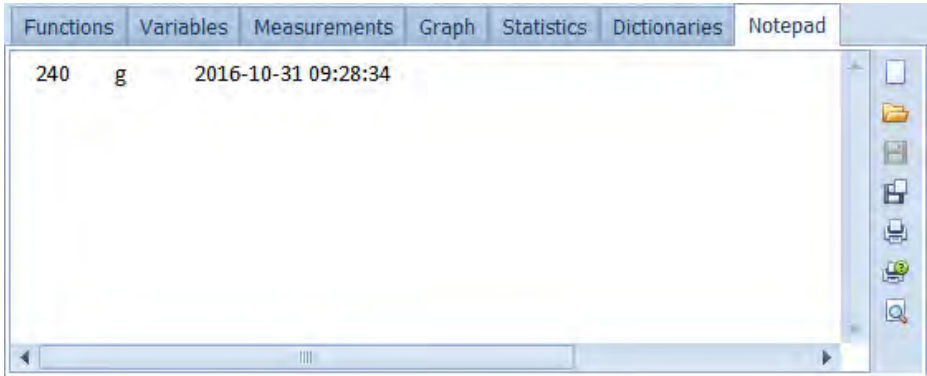 Functions Variables Measurements Graph Statistics Dictionaries Notepad
240 g 2016-10-31 09:28:34